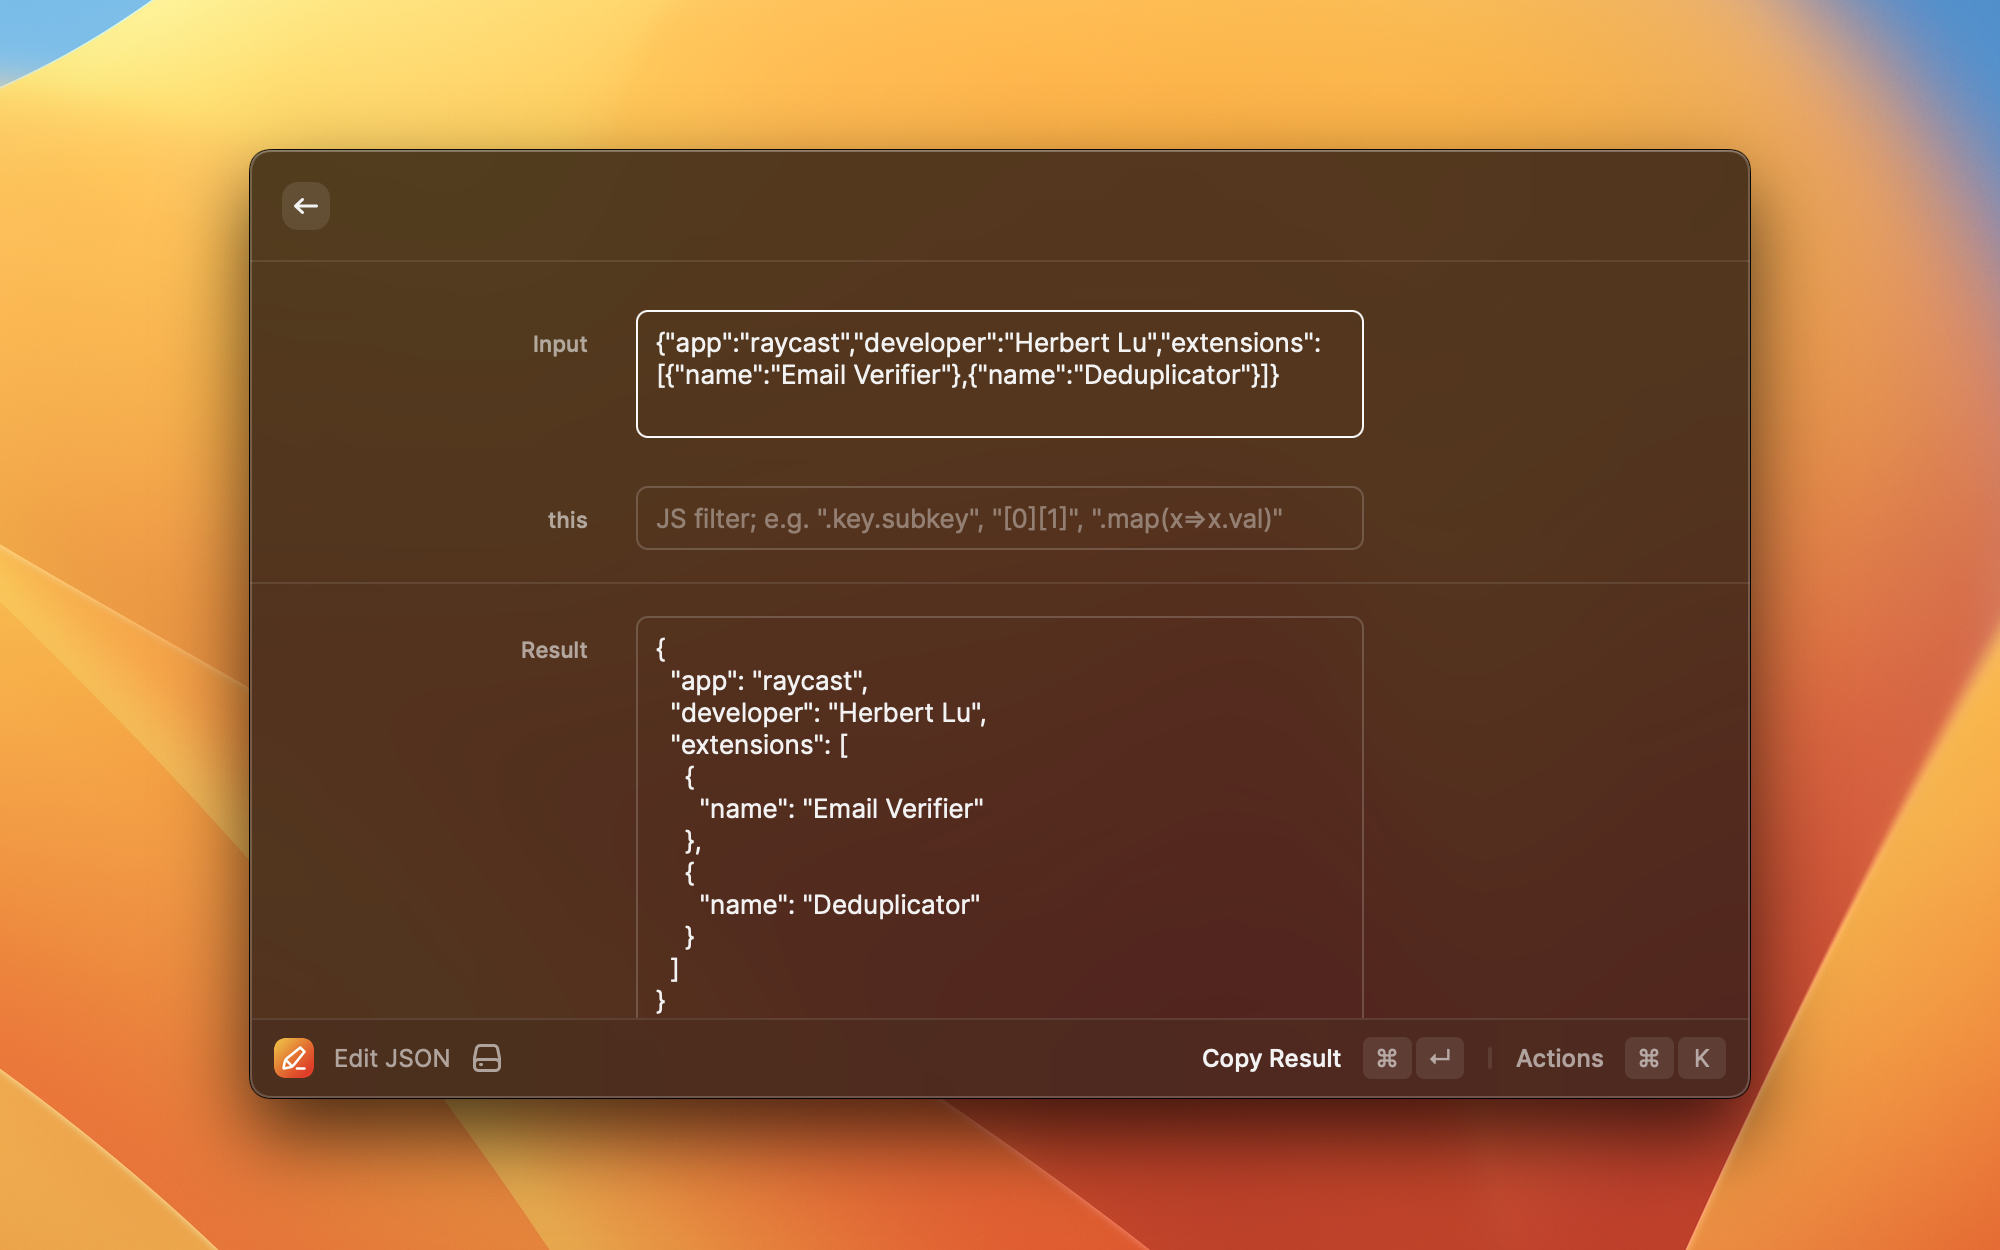 Input
{"app":"raycast","developer":"Herbert Lu","extensions":
[{"name":"Email Verifier"},{"name":"Deduplicator"}]}
this
JS filter; e.g. ".key.subkey", "[0][1]", ".map(x=>x.val)"
Result
{
  "app": "raycast",
  "developer": "Herbert Lu",
  "extensions": [
    {
      "name": "Email Verifier"
    },
    {
      "name": "Deduplicator"
    }
  ]
}
Edit JSON
Copy Result ⌘ ↵ Actions ⌘ K